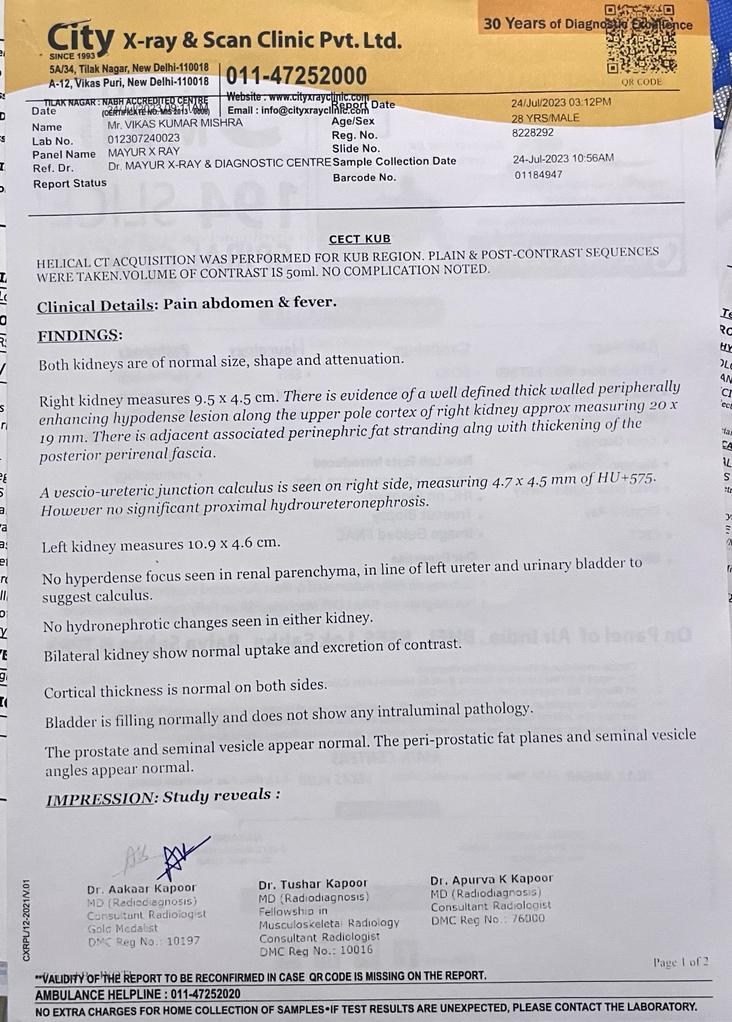 30 Years of Diagnostic Excellence
City X-ray & Scan Clinic Pvt. Ltd.
SINCE 1993
5A/34, Tilak Nagar, New Delhi-110018
A-12, Vikas Puri, New Delhi-110018
011-47252000
QR CODE
TILAK NAGAR : NABH ACCREDITED CENTRE
Website : www.cityxrayclinic.com
Email : info@cityxrayclinic.com
Date
Report Date 24/Jul/2023 03:12PM
Name Mr. VIKAS KUMAR MISHRA Age/Sex 28 YRS/MALE
Lab No. 012307240023 Reg. No. 8228292
Panel Name MAYUR X RAY Slide No.
Ref. Dr. Dr. MAYUR X-RAY & DIAGNOSTIC CENTRE Sample Collection Date 24-Jul-2023 10:56AM
Report Status Barcode No. 01184947
CECT KUB
HELICAL CT ACQUISITION WAS PERFORMED FOR KUB REGION. PLAIN & POST-CONTRAST SEQUENCES
WERE TAKEN.VOLUME OF CONTRAST IS 50ml. NO COMPLICATION NOTED.
Clinical Details: Pain abdomen & fever.
FINDINGS:
Both kidneys are of normal size, shape and attenuation.
Right kidney measures 9.5 x 4.5 cm. There is evidence of a well defined thick walled peripherally
enhancing hypodense lesion along the upper pole cortex of right kidney approx measuring 20 x
19 mm. There is adjacent associated perinephric fat stranding alng with thickening of the
posterior perirenal fascia.
A vescio-ureteric junction calculus is seen on right side, measuring 4.7 x 4.5 mm of HU+575.
However no significant proximal hydroureteronephrosis.
Left kidney measures 10.9 x 4.6 cm.
No hyperdense focus seen in renal parenchyma, in line of left ureter and urinary bladder to
suggest calculus.
No hydronephrotic changes seen in either kidney.
Bilateral kidney show normal uptake and excretion of contrast.
Cortical thickness is normal on both sides.
Bladder is filling normally and does not show any intraluminal pathology.
The prostate and seminal vesicle appear normal. The peri-prostatic fat planes and seminal vesicle
angles appear normal.
IMPRESSION: Study reveals :
Dr. Aakaar Kapoor
MD (Radiodiagnosis)
Consultant Radiologist
Gold Medalist
DMC Reg No.: 10197
Dr. Tushar Kapoor
MD (Radiodiagnosis)
Fellowship in
Musculoskeletal Radiology
Consultant Radiologist
DMC Reg No.: 10016
Dr. Apurva K Kapoor
MD (Radiodiagnosis)
Consultant Radiologist
DMC Reg No.: 76000
CXRPL/12-2021/V.01
Page 1 of 2
**VALIDITY OF THE REPORT TO BE RECONFIRMED IN CASE QR CODE IS MISSING ON THE REPORT.
AMBULANCE HELPLINE : 011-47252020
NO EXTRA CHARGES FOR HOME COLLECTION OF SAMPLES•IF TEST RESULTS ARE UNEXPECTED, PLEASE CONTACT THE LABORATORY.